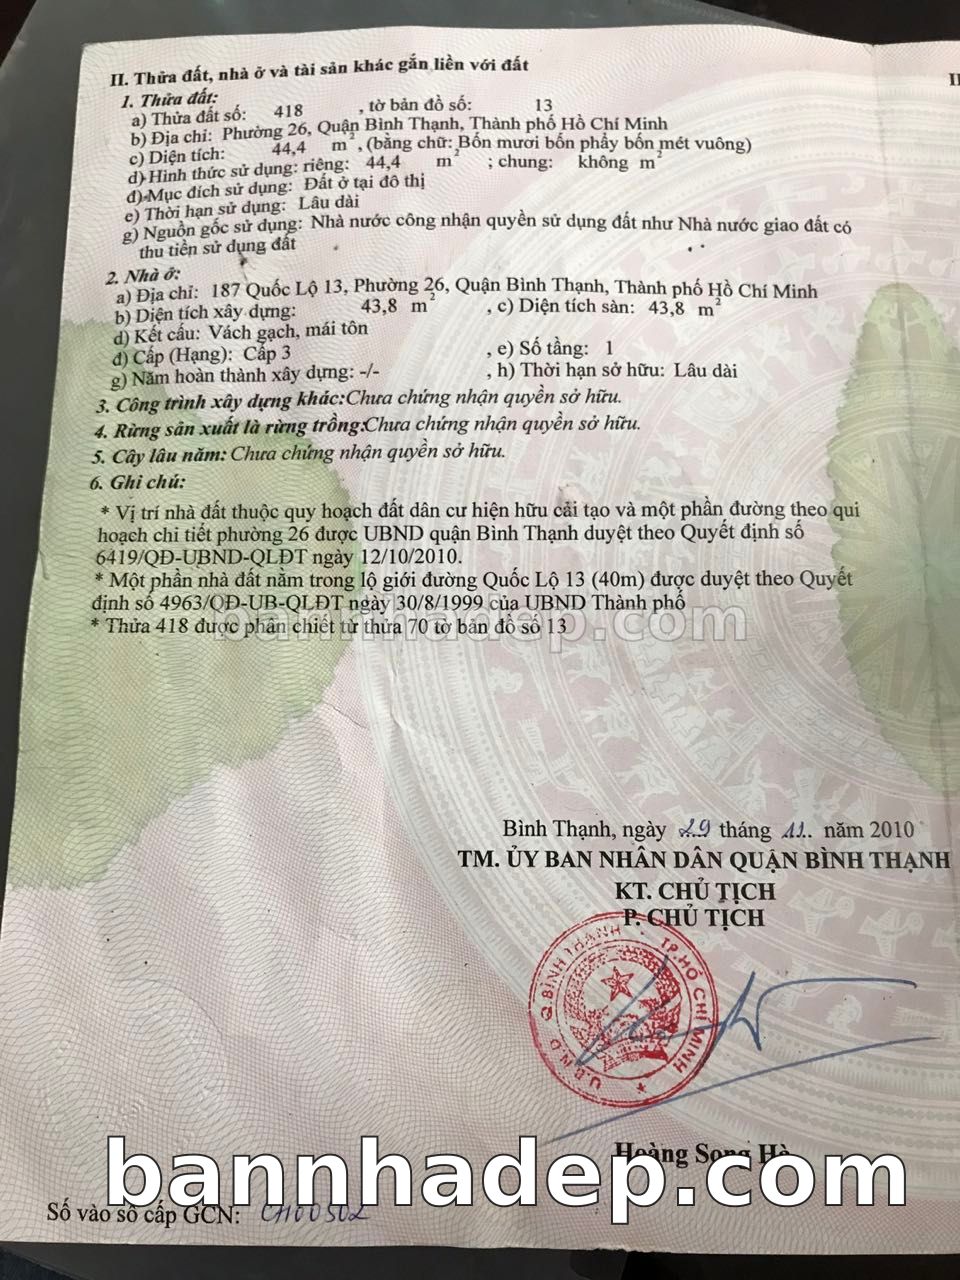 II. Thửa đất, nhà ở và tài sản khác gắn liền với đất
1. Thửa đất:
a) Thửa đất số: 418 , tờ bản đồ số: 13
b) Địa chỉ: Phường 26, Quận Bình Thạnh, Thành phố Hồ Chí Minh
c) Diện tích: 44,4 m², (bằng chữ: Bốn mươi bốn phẩy bốn mét vuông)
d) Hình thức sử dụng: riêng: 44,4 m² ; chung: không m²
đ) Mục đích sử dụng: Đất ở tại đô thị
e) Thời hạn sử dụng: Lâu dài
g) Nguồn gốc sử dụng: Nhà nước công nhận quyền sử dụng đất như Nhà nước giao đất có
thu tiền sử dụng đất
2. Nhà ở:
a) Địa chỉ: 187 Quốc Lộ 13, Phường 26, Quận Bình Thạnh, Thành phố Hồ Chí Minh
b) Diện tích xây dựng: 43,8 m² , c) Diện tích sàn: 43,8 m²
d) Kết cấu: Vách gạch, mái tôn
đ) Cấp (Hạng): Cấp 3 , e) Số tầng: 1
g) Năm hoàn thành xây dựng: -/- , h) Thời hạn sở hữu: Lâu dài
3. Công trình xây dựng khác: Chưa chứng nhận quyền sở hữu.
4. Rừng sản xuất là rừng trồng: Chưa chứng nhận quyền sở hữu.
5. Cây lâu năm: Chưa chứng nhận quyền sở hữu.
6. Ghi chú:
* Vị trí nhà đất thuộc quy hoạch đất dân cư hiện hữu cải tạo và một phần đường theo qui
hoạch chi tiết phường 26 được UBND quận Bình Thạnh duyệt theo Quyết định số
6419/QĐ-UBND-QLĐT ngày 12/10/2010.
* Một phần nhà đất nằm trong lộ giới đường Quốc Lộ 13 (40m) được duyệt theo Quyết
định số 4963/QĐ-UB-QLĐT ngày 30/8/1999 của UBND Thành phố
bannhadep.com
* Thửa 418 được phân chiết từ thửa 70 tờ bản đồ số 13
Bình Thạnh, ngày 29 tháng 11 năm 2010
TM. ỦY BAN NHÂN DÂN QUẬN BÌNH THẠNH
KT. CHỦ TỊCH
P. CHỦ TỊCH
U.B.N.D Q.BÌNH THẠNH - TP.HỒ CHÍ MINH
Hoàng Song Hà
bannhadep.com
Số vào sổ cấp GCN: CH00502